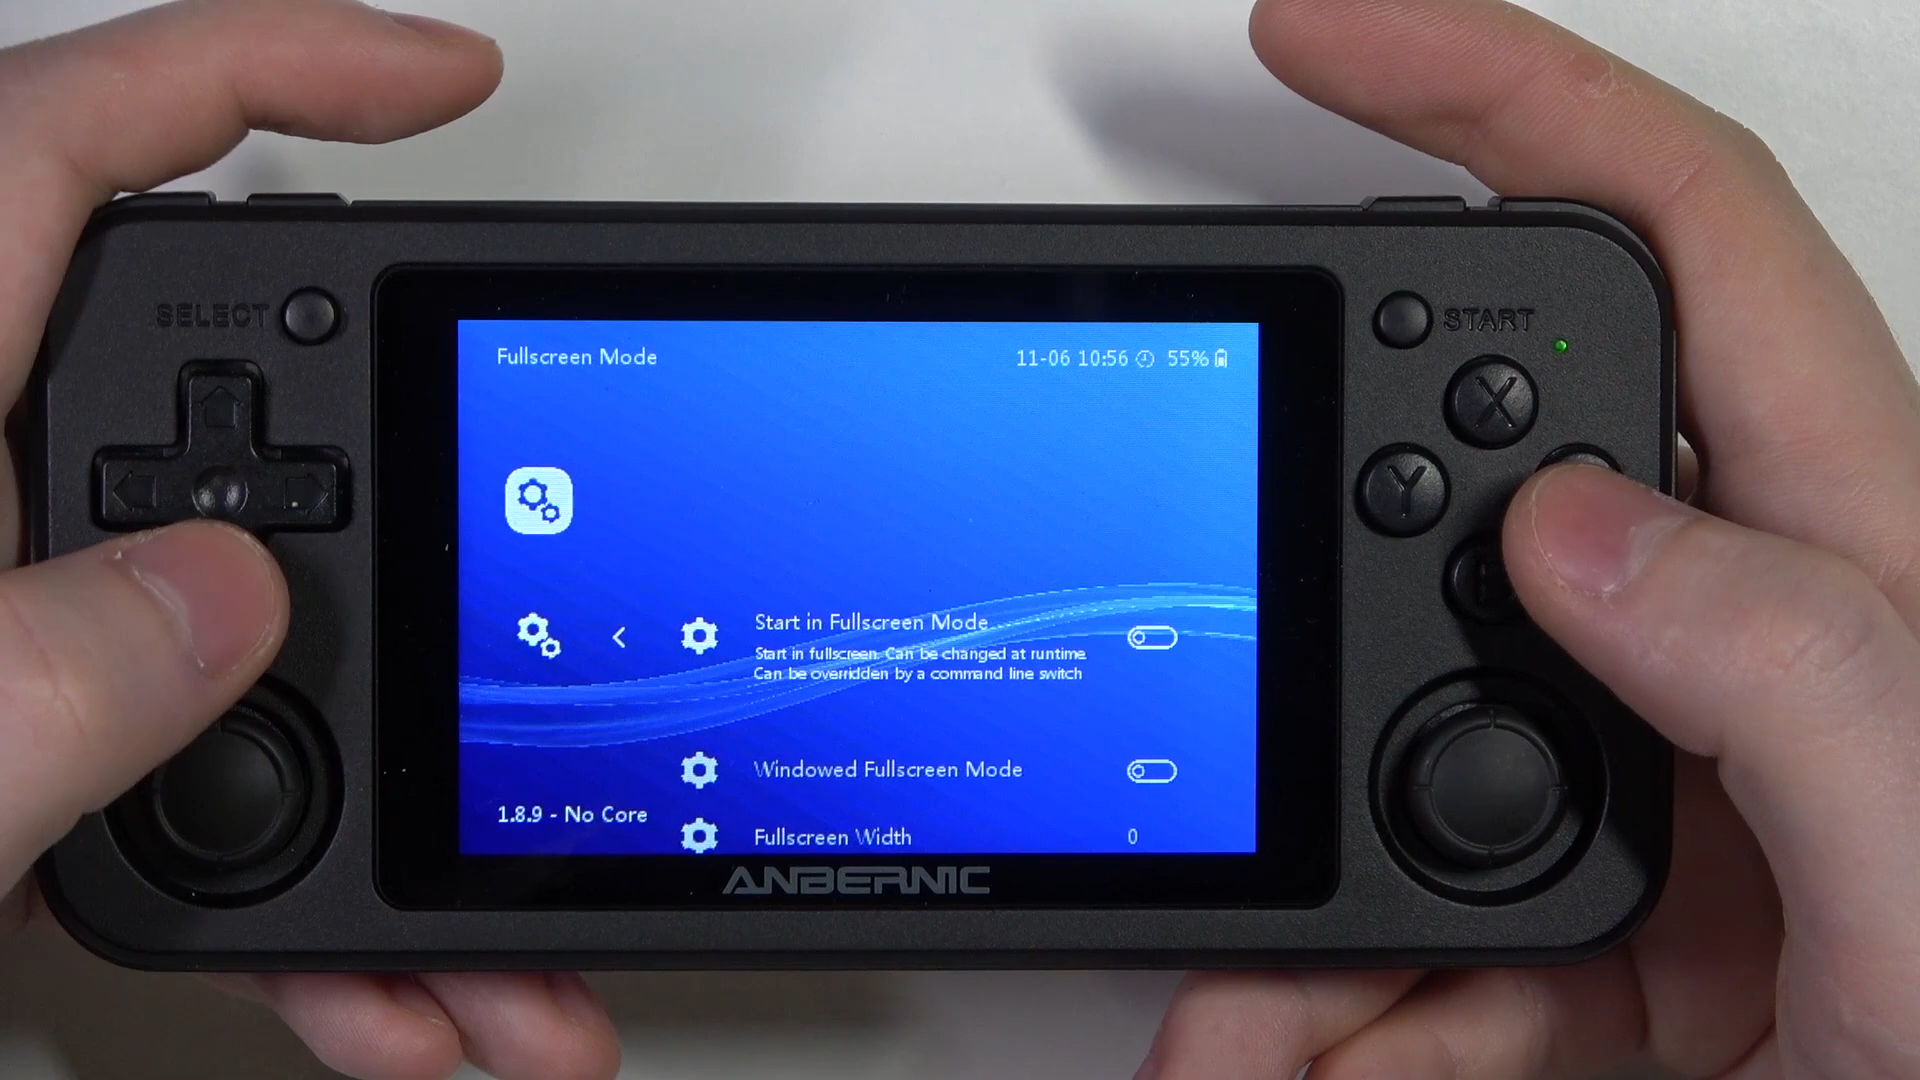 SELECT
START
Fullscreen Mode
11-06 10:56 55%
X
Y
Start in Fullscreen Mode
Start in fullscreen. Can be changed at runtime.
Can be overridden by a command line switch
Windowed Fullscreen Mode
1.8.9 - No Core
Fullscreen Width 0
ANBERNIC